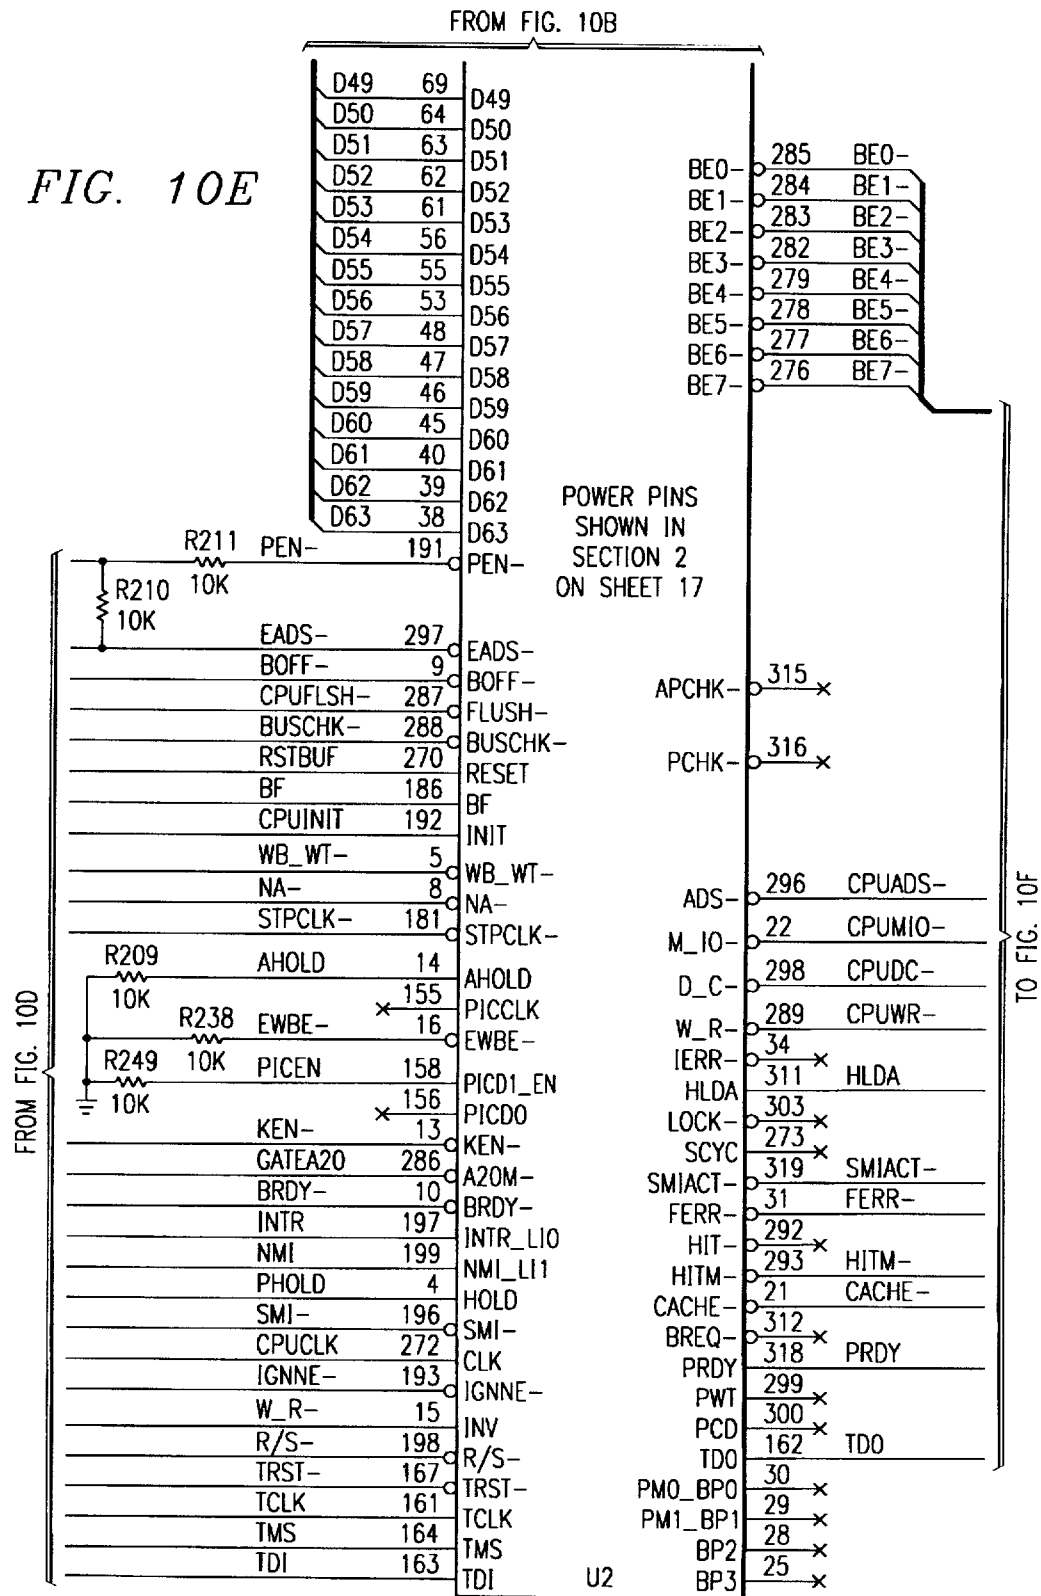 FROM FIG. 10B
FIG. 10E
D49 69 D49
D50 64 D50
D51 63 D51
D52 62 D52
D53 61 D53
D54 56 D54
D55 55 D55
D56 53 D56
D57 48 D57
D58 47 D58
D59 46 D59
D60 45 D60
D61 40 D61
D62 39 D62
D63 38 D63
BE0- 285 BE0-
BE1- 284 BE1-
BE2- 283 BE2-
BE3- 282 BE3-
BE4- 279 BE4-
BE5- 278 BE5-
BE6- 277 BE6-
BE7- 276 BE7-
POWER PINS
SHOWN IN
SECTION 2
ON SHEET 17
R211 PEN- 191 PEN-
10K
R210
10K
EADS- 297 EADS-
BOFF- 9 BOFF-
CPUFLSH- 287 FLUSH-
BUSCHK- 288 BUSCHK-
RSTBUF 270 RESET
BF 186 BF
CPUINIT 192 INIT
WB_WT- 5 WB_WT-
NA- 8 NA-
STPCLK- 181 STPCLK-
R209 AHOLD 14 AHOLD
10K
155 PICCLK
R238 EWBE- 16 EWBE-
10K
R249 PICEN 158 PICD1_EN
10K
156 PICD0
KEN- 13 KEN-
GATEA20 286 A20M-
BRDY- 10 BRDY-
INTR 197 INTR_LI0
NMI 199 NMI_LI1
PHOLD 4 HOLD
SMI- 196 SMI-
CPUCLK 272 CLK
IGNNE- 193 IGNNE-
W_R- 15 INV
R/S- 198 R/S-
TRST- 167 TRST-
TCLK 161 TCLK
TMS 164 TMS
TDI 163 TDI
FROM FIG. 10D
APCHK- 315
PCHK- 316
ADS- 296 CPUADS-
M_IO- 22 CPUMIO-
D_C- 298 CPUDC-
W_R- 289 CPUWR-
IERR- 34
HLDA 311 HLDA
LOCK- 303
SCYC 273
SMIACT- 319 SMIACT-
FERR- 31 FERR-
HIT- 292
HITM- 293 HITM-
CACHE- 21 CACHE-
BREQ- 312
PRDY 318 PRDY
PWT 299
PCD 300
TDO 162 TDO
PM0_BP0 30
PM1_BP1 29
BP2 28
BP3 25
U2
TO FIG. 10F